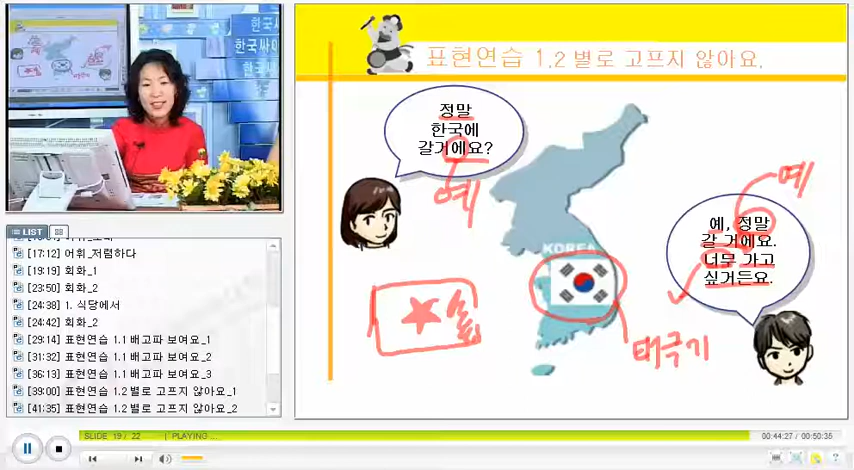 한국싸이
한국사
표현연습 1.2 별로 고프지 않아요.
정말
한국에
갈거에요?
예
예
예, 정말
갈 거에요.
너무 가고
싶거든요.
KOREA
태극기
LIST
[17:12] 어휘_저렴하다
[19:19] 회화_1
[23:50] 회화_2
[24:38] 1. 식당에서
[24:42] 회화_2
[29:14] 표현연습 1.1 배고파 보여요_1
[31:32] 표현연습 1.1 배고파 보여요_2
[36:13] 표현연습 1.1 배고파 보여요_3
[39:00] 표현연습 1.2 별로 고프지 않아요_1
[41:35] 표현연습 1.2 별로 고프지 않아요_2
SLIDE 19 / 22 | PLAYING ...
00:44:27 / 00:50:35